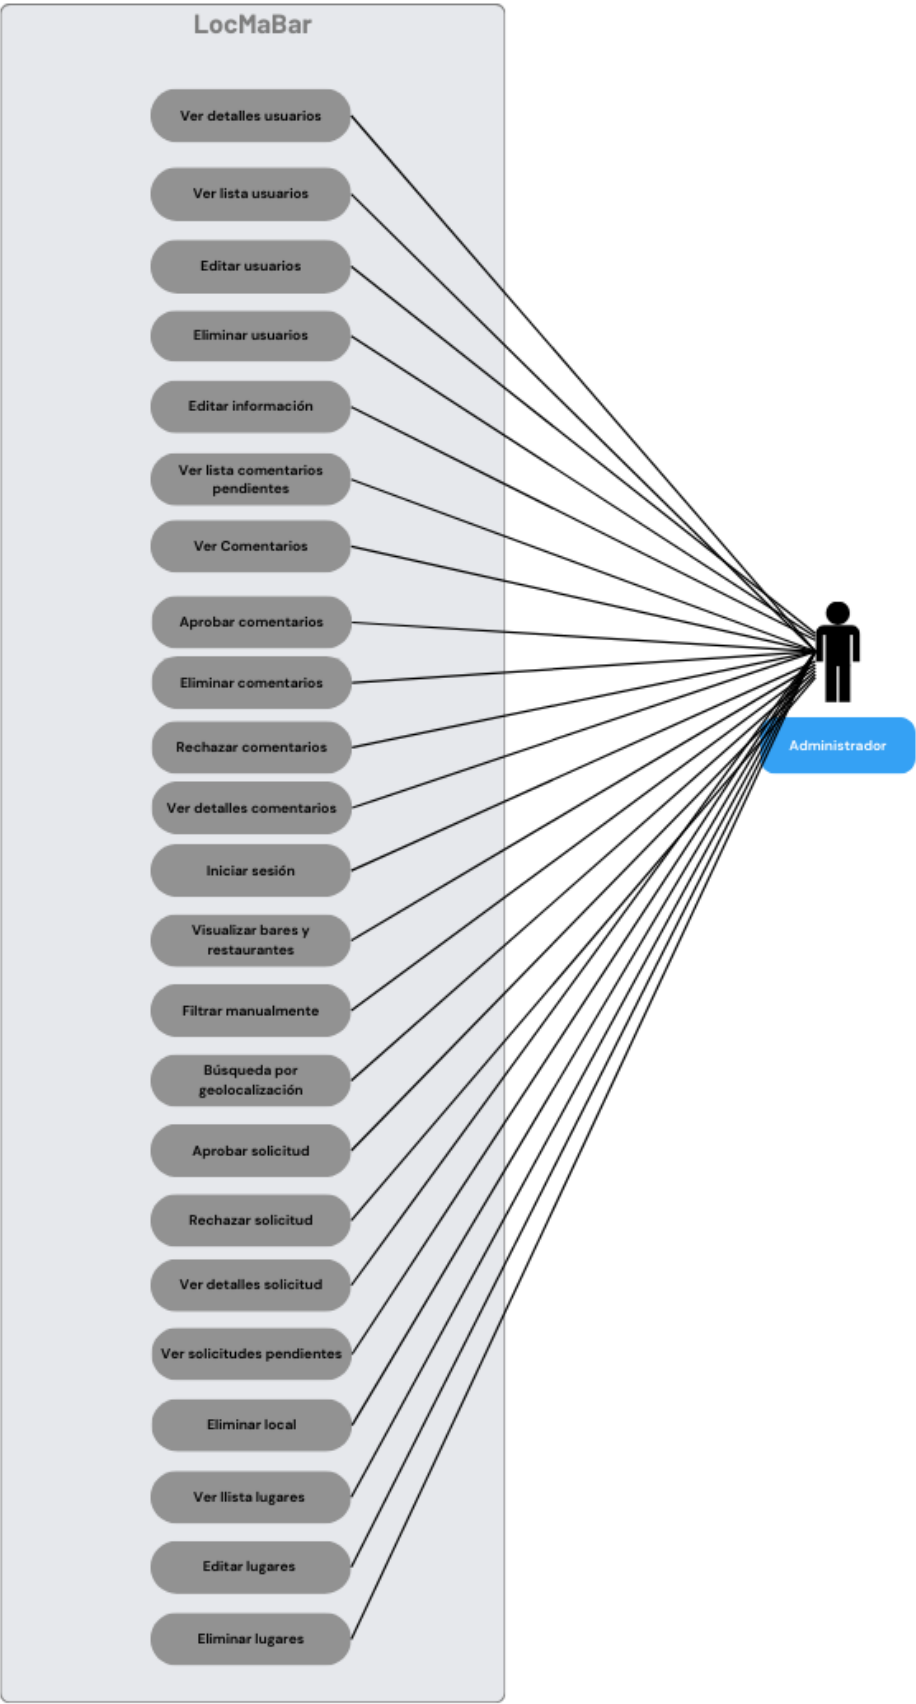 LocMaBar
Ver detalles usuarios
Ver lista usuarios
Editar usuarios
Eliminar usuarios
Editar información
Ver lista comentarios
pendientes
Ver Comentarios
Aprobar comentarios
Eliminar comentarios
Rechazar comentarios
Administrador
Ver detalles comentarios
Iniciar sesión
Visualizar bares y
restaurantes
Filtrar manualmente
Búsqueda por
geolocalización
Aprobar solicitud
Rechazar solicitud
Ver detalles solicitud
Ver solicitudes pendientes
Eliminar local
Ver llista lugares
Editar lugares
Eliminar lugares